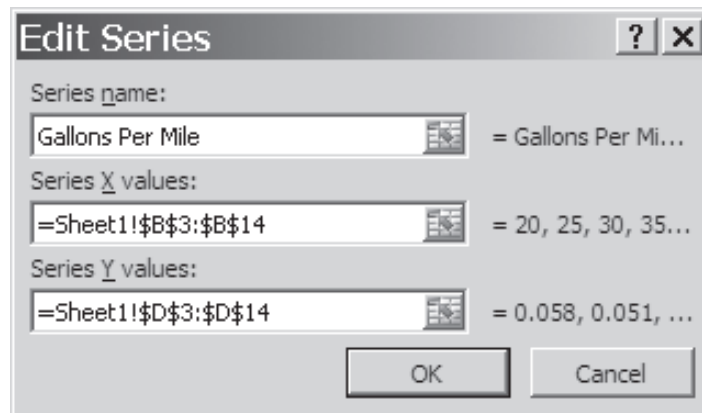 Edit Series
? X
Series name:
Gallons Per Mile = Gallons Per Mi...
Series X values:
=Sheet1!$B$3:$B$14 = 20, 25, 30, 35...
Series Y values:
=Sheet1!$D$3:$D$14 = 0.058, 0.051, ...
OK Cancel